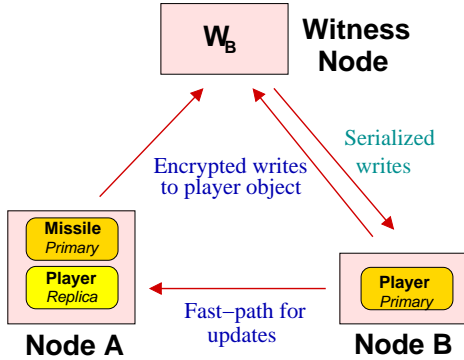 W_B
Witness
Node
Serialized
writes
Encrypted writes
to player object
Missile
Primary
Player
Replica
Node A
Fast−path for
updates
Player
Primary
Node B